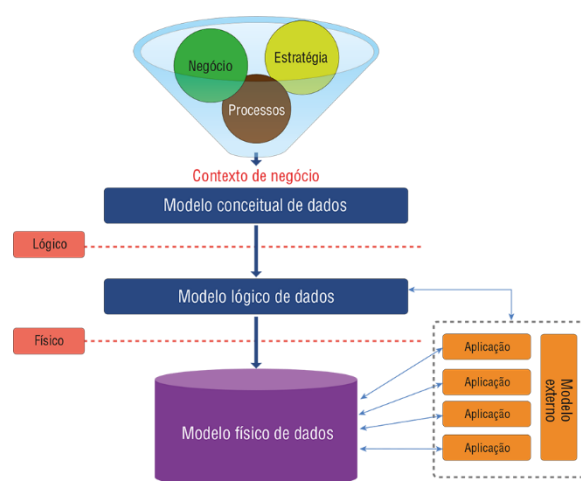 Negócio
Estratégia
Processos
Contexto de negócio
Modelo conceitual de dados
Lógico
Modelo lógico de dados
Físico
Aplicação
Aplicação
Aplicação
Aplicação
Modelo
externo
Modelo físico de dados